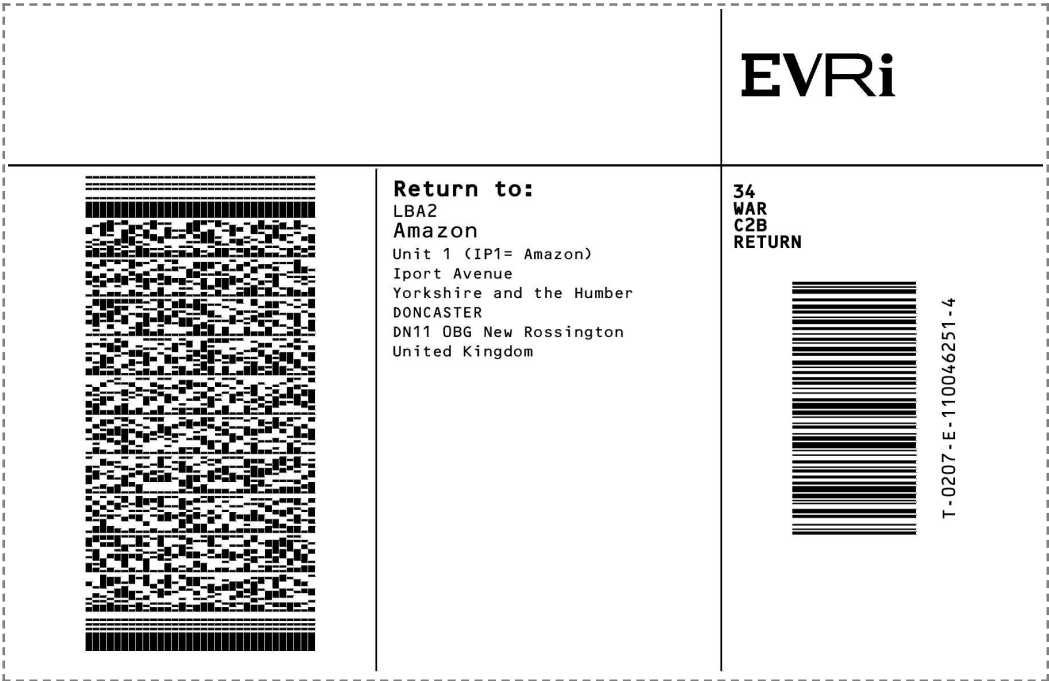 EVRi
Return to:
LBA2
Amazon
Unit 1 (IP1= Amazon)
Iport Avenue
Yorkshire and the Humber
DONCASTER
DN11 0BG New Rossington
United Kingdom
34
WAR
C2B
RETURN
T-0207-E-110046251-4